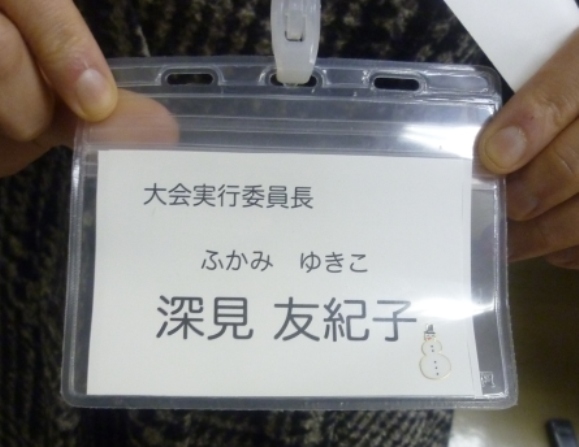 大会実行委員長
ふかみ　ゆきこ
深見 友紀子